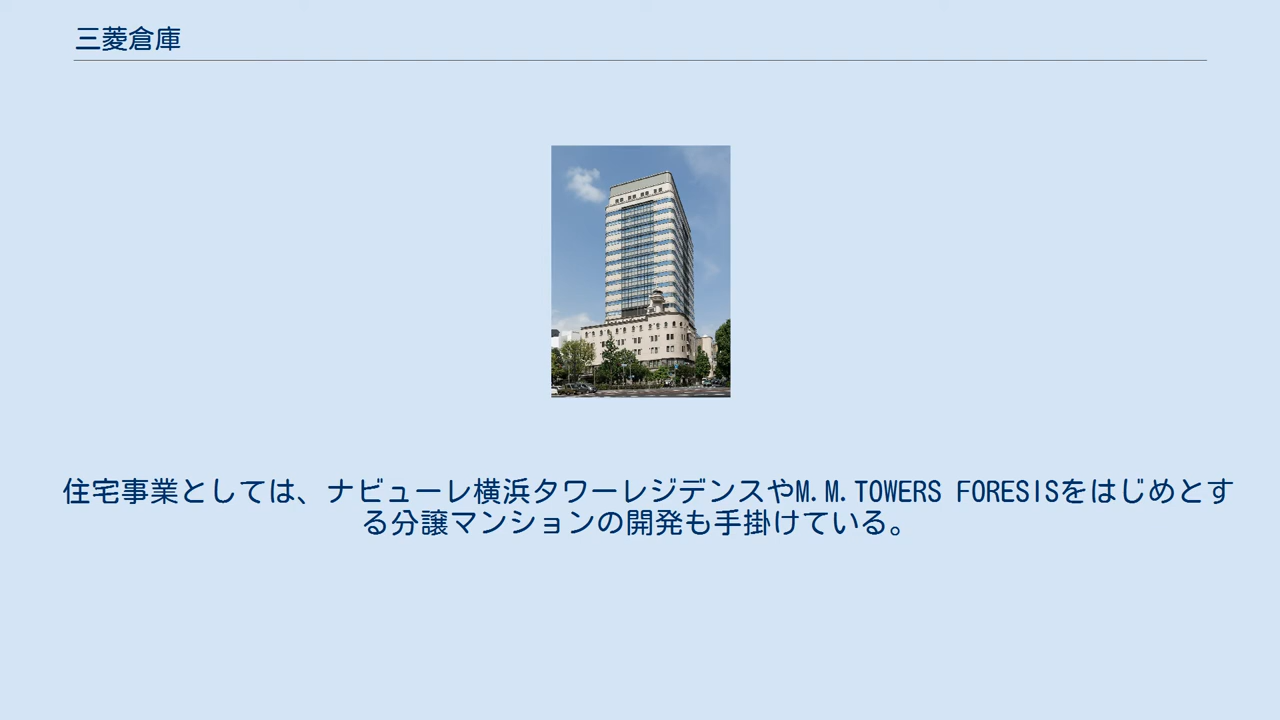 三菱倉庫
住宅事業としては、ナビューレ横浜タワーレジデンスやM.M.TOWERS FORESISをはじめとす
る分譲マンションの開発も手掛けている。